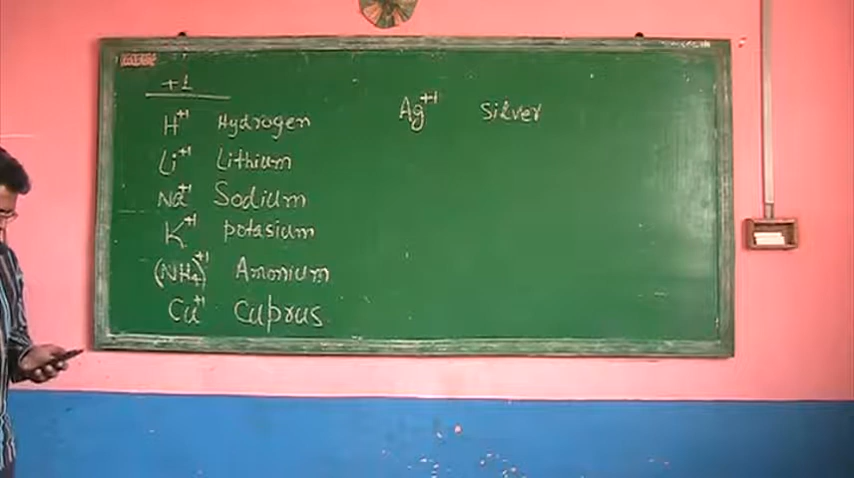 +1
H+1 Hydrogen
Li+1 Lithium
Na+1 Sodium
K+1 Potasium
(NH4)+1 Amonium
Cu+1 Cuprus
Ag+1 Silver